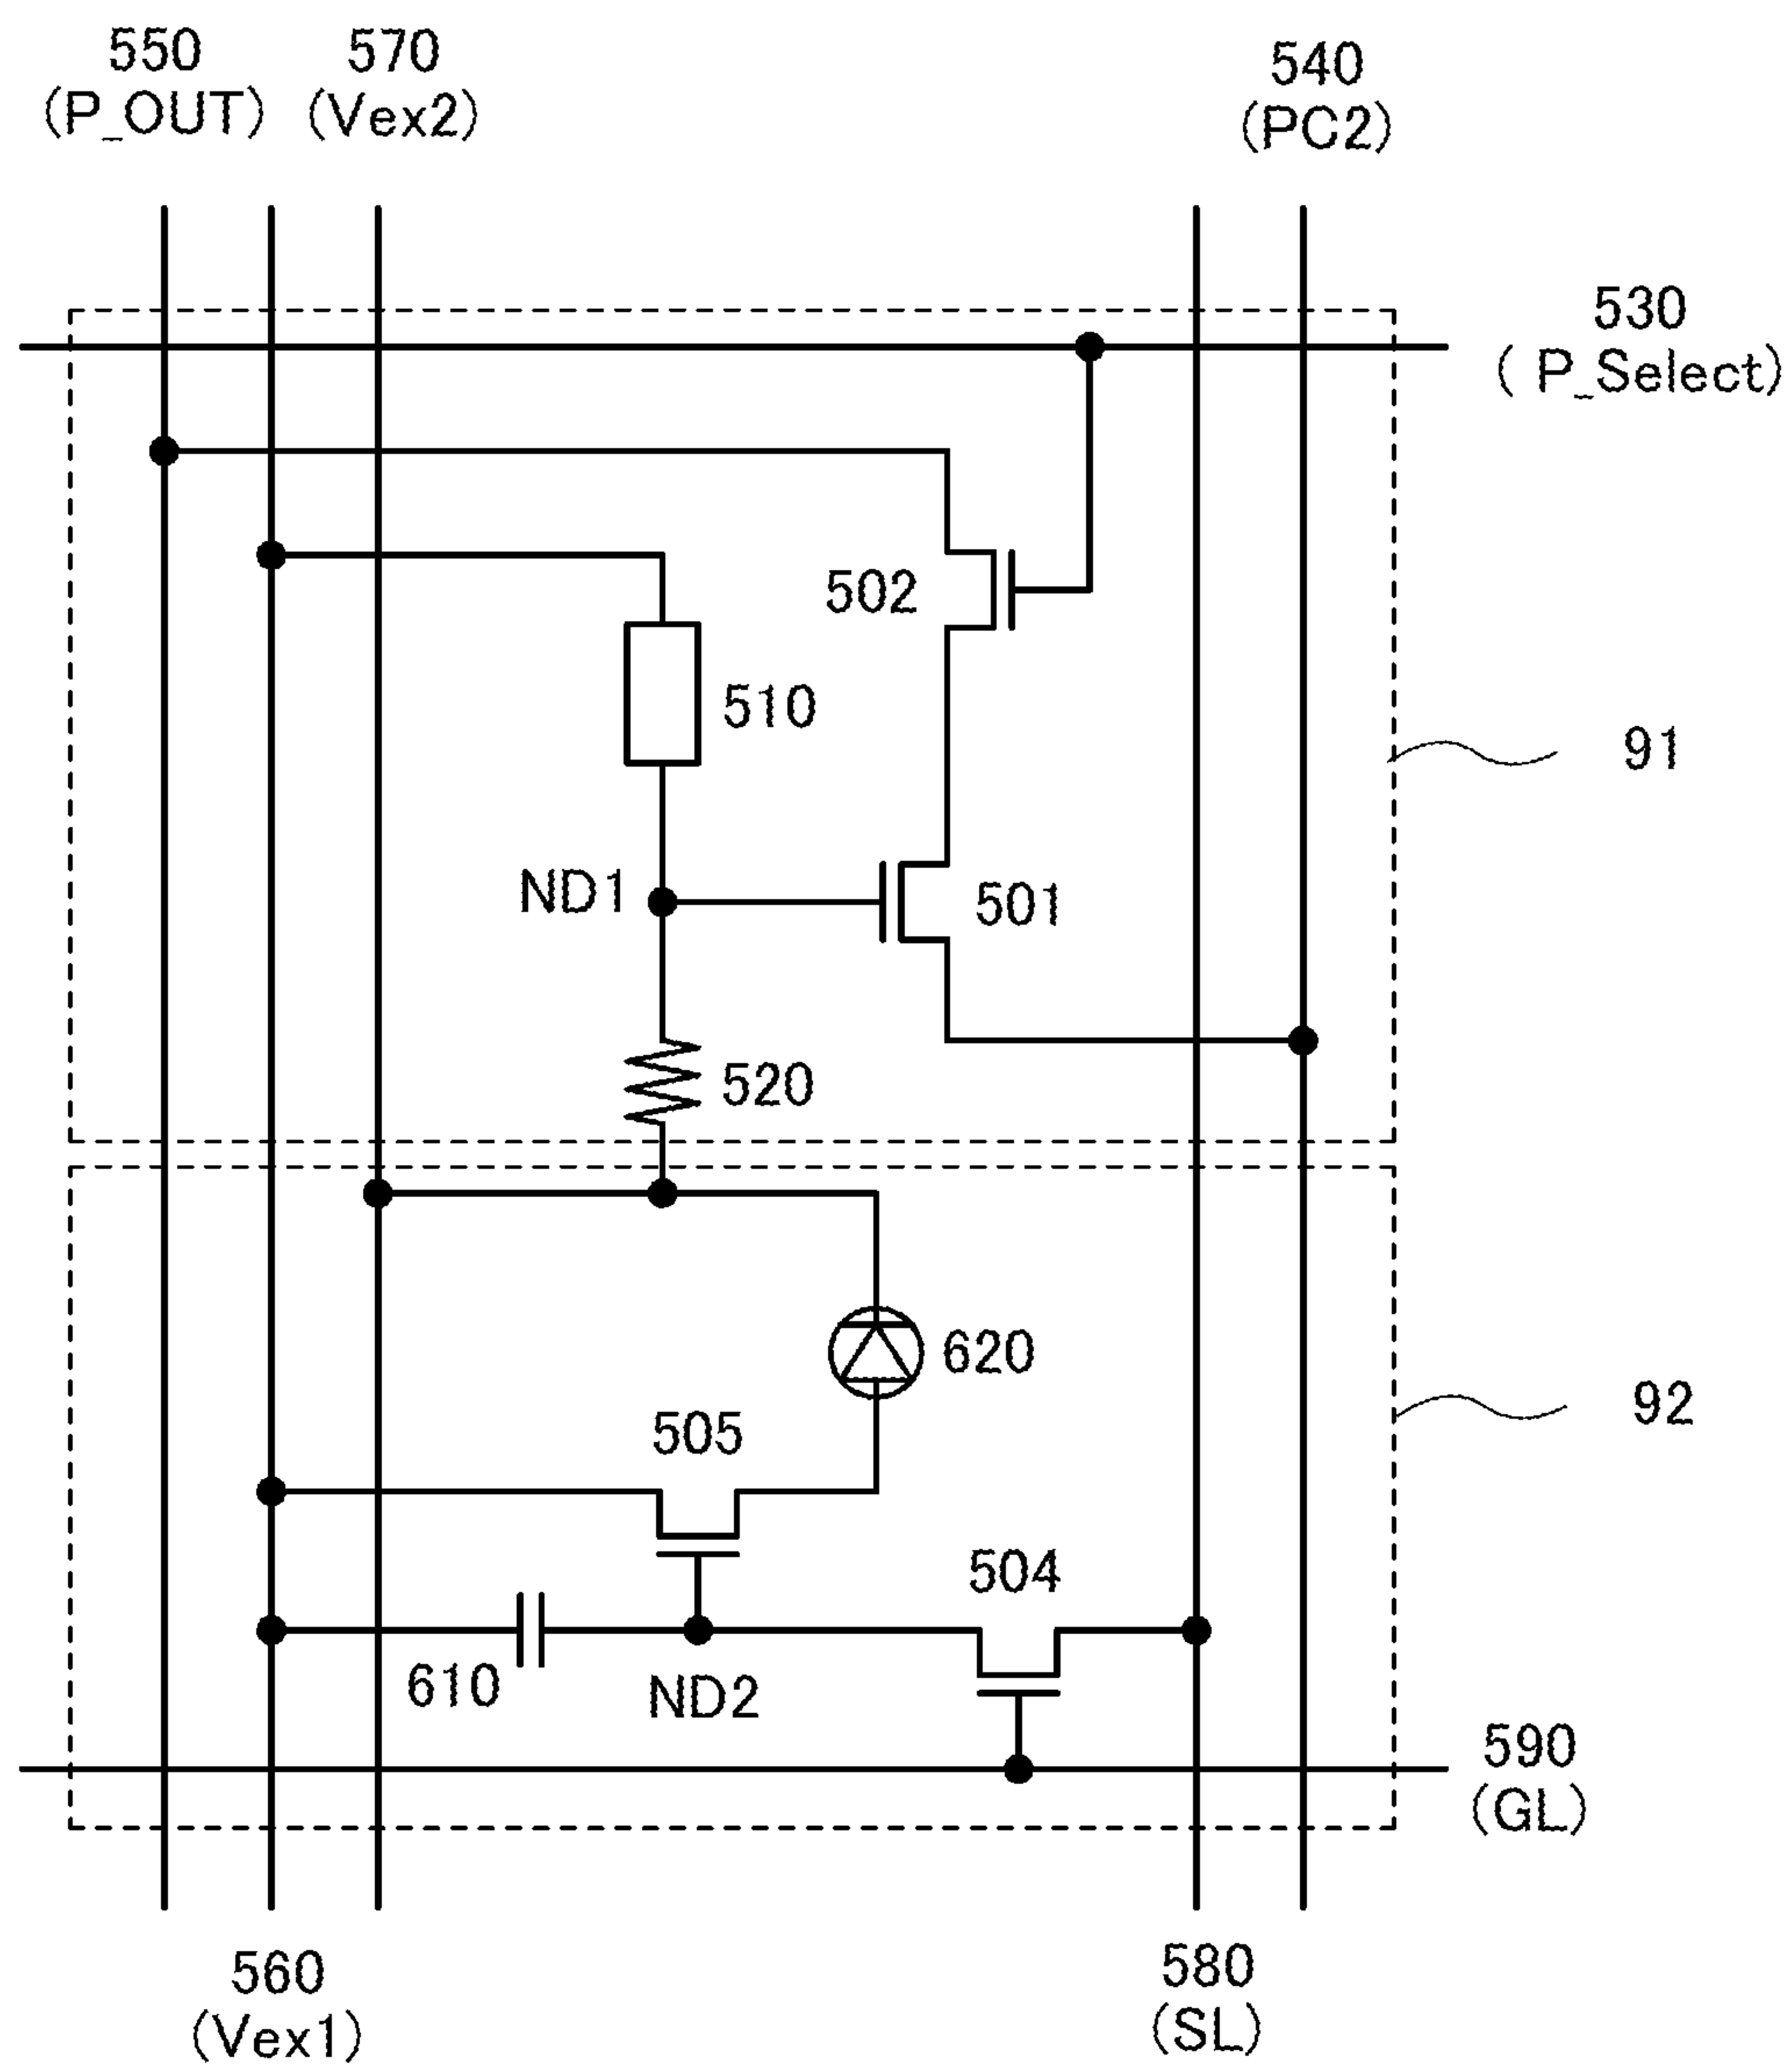 550
(P_OUT)
570
(Vex2)
540
(PC2)
530
( P_Select)
502
510
91
ND1
501
520
620
92
505
504
610
ND2
590
(GL)
560
(Vex1)
580
(SL)